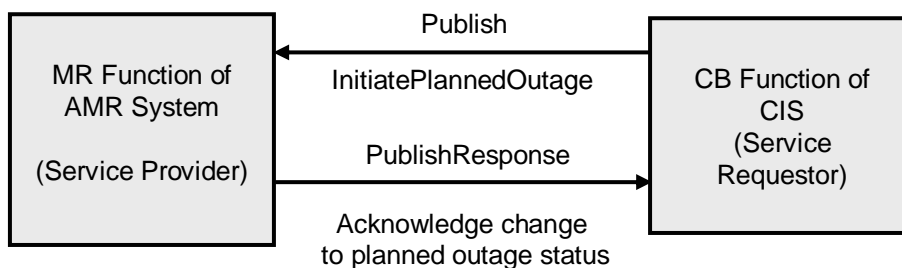 MR Function of
AMR System
(Service Provider)
Publish
InitiatePlannedOutage
PublishResponse
Acknowledge change
to planned outage status
CB Function of
CIS
(Service
Requestor)